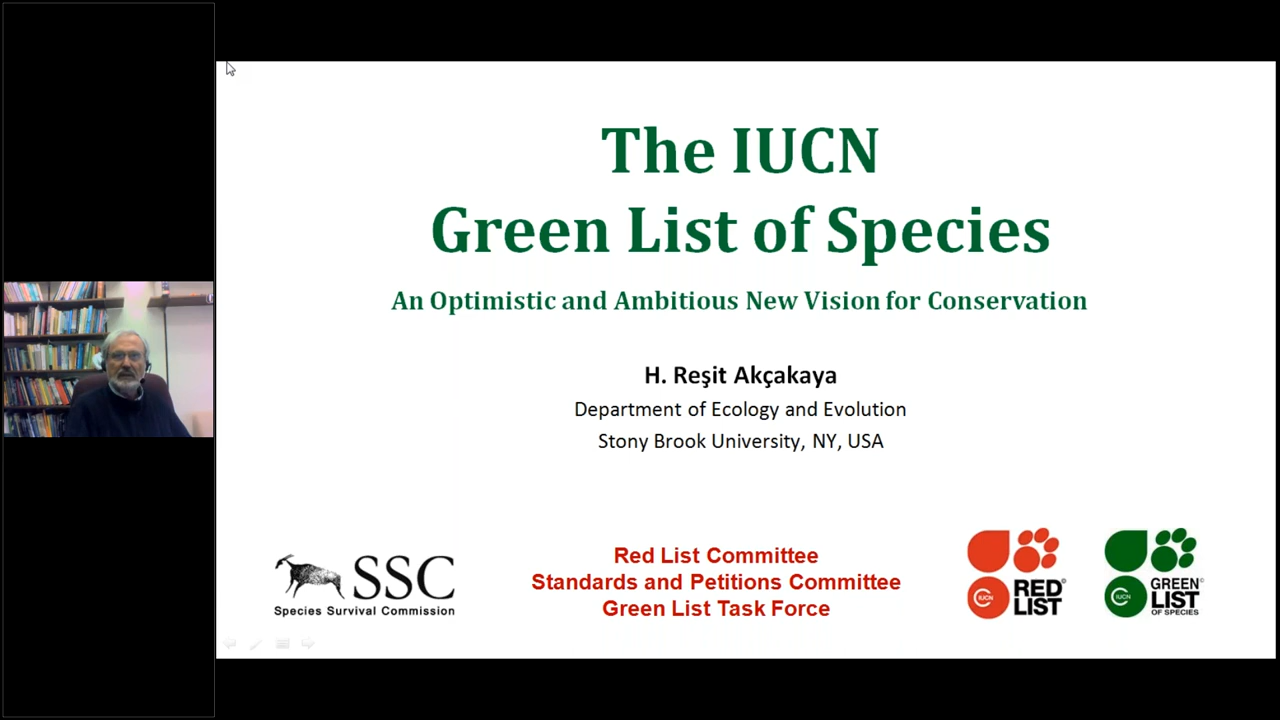 The IUCN
Green List of Species
An Optimistic and Ambitious New Vision for Conservation
H. Reşit Akçakaya
Department of Ecology and Evolution
Stony Brook University, NY, USA
SSC
Species Survival Commission
Red List Committee
Standards and Petitions Committee
Green List Task Force
IUCN
RED
LIST
IUCN
GREEN
LIST
OF SPECIES